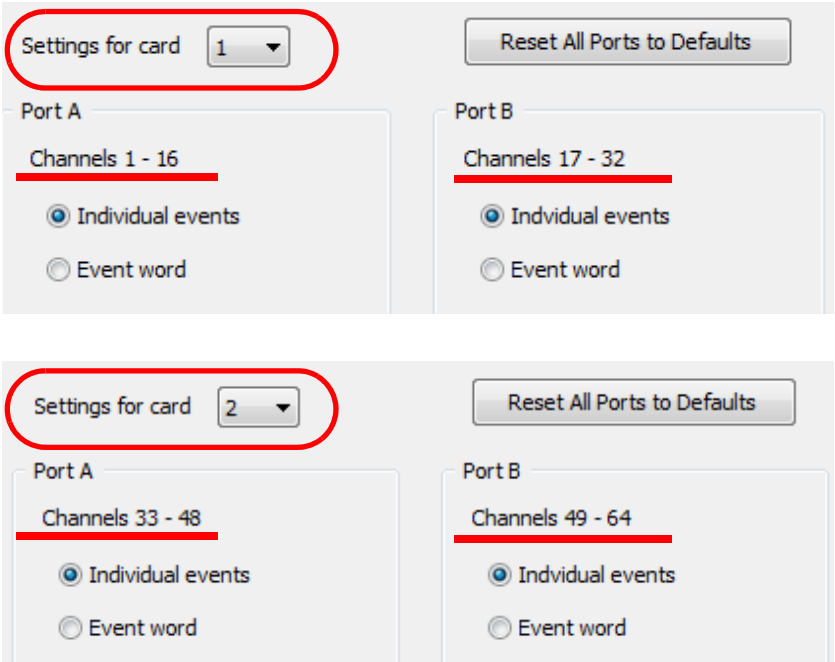 Settings for card 1 Reset All Ports to Defaults
Port A Port B
Channels 1 - 16 Channels 17 - 32
Individual events Indvidual events
Event word Event word
Settings for card 2 Reset All Ports to Defaults
Port A Port B
Channels 33 - 48 Channels 49 - 64
Individual events Indvidual events
Event word Event word